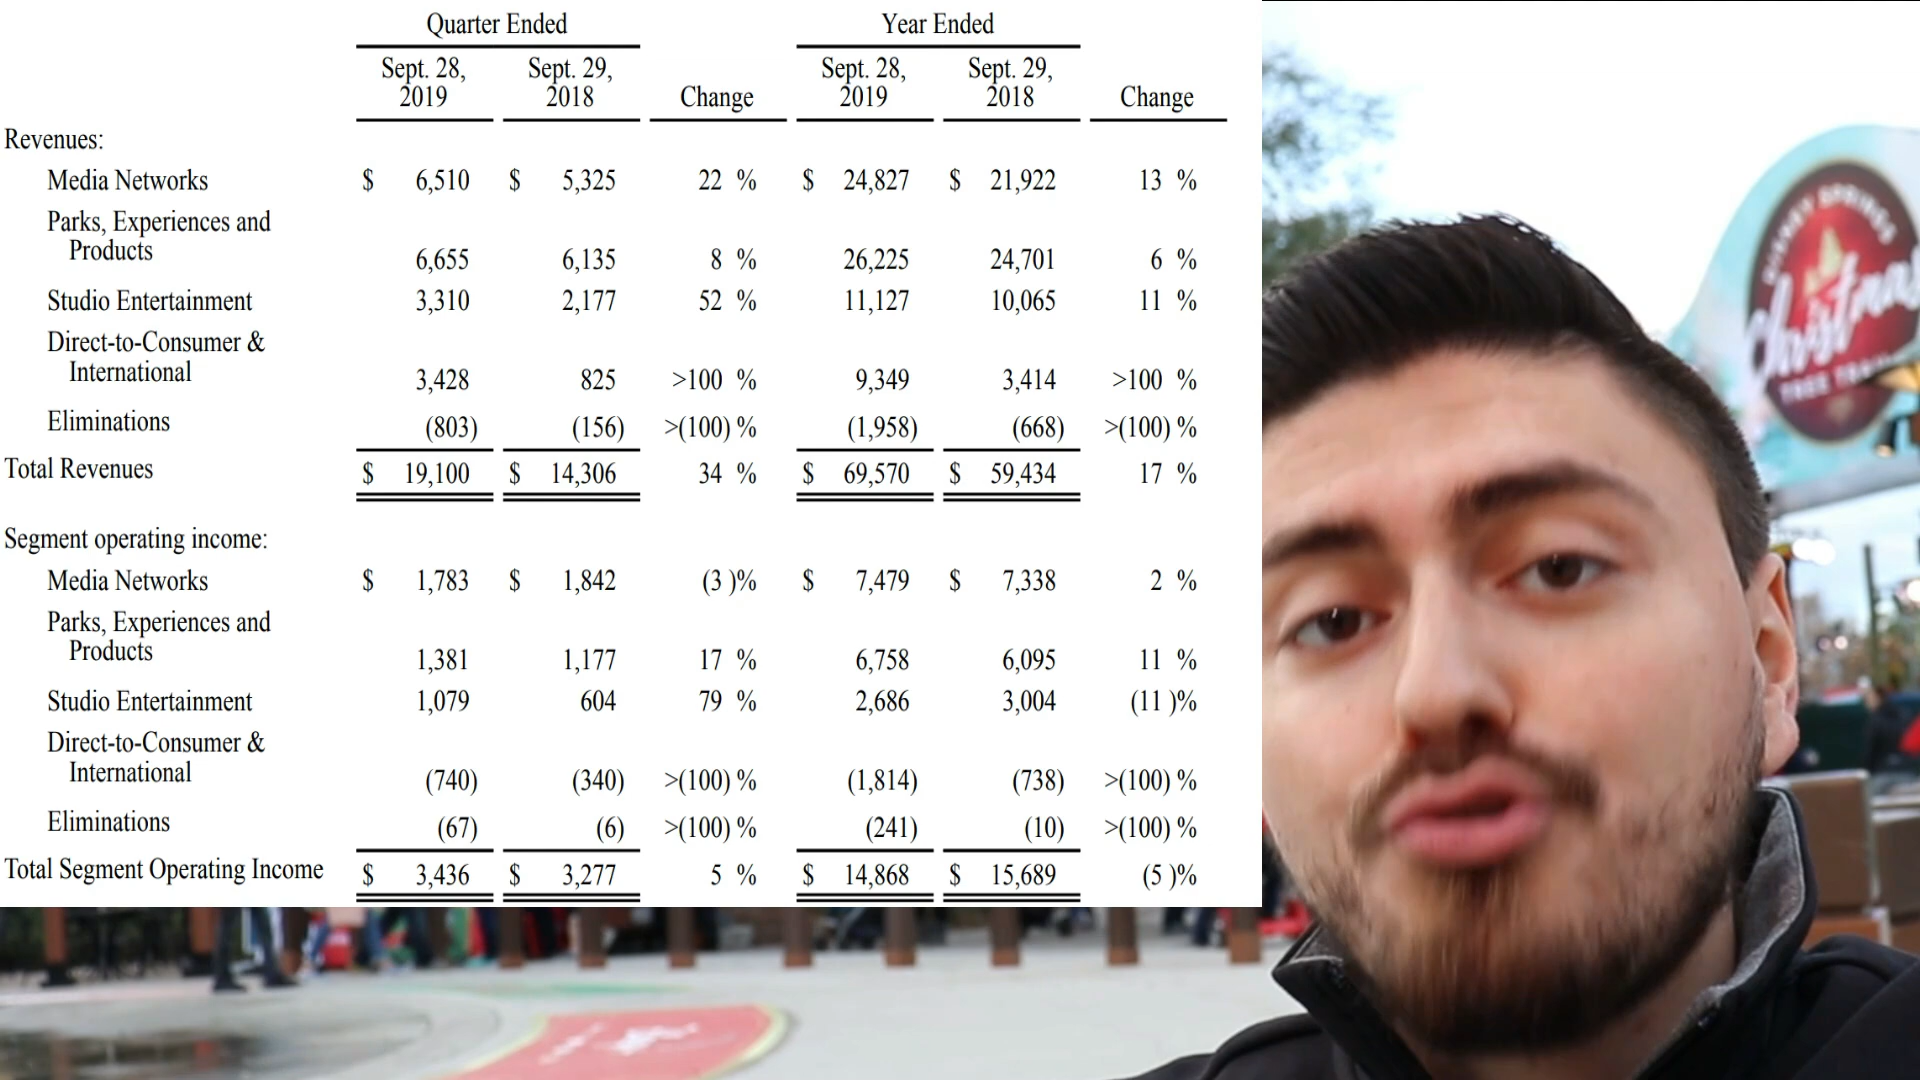 Quarter Ended Year Ended
Sept. 28, Sept. 29, Sept. 28, Sept. 29,
2019 2018 Change 2019 2018 Change
Revenues:
Media Networks $ 6,510 $ 5,325 22 % $ 24,827 $ 21,922 13 %
Parks, Experiences and
Products 6,655 6,135 8 % 26,225 24,701 6 %
Studio Entertainment 3,310 2,177 52 % 11,127 10,065 11 %
Direct-to-Consumer &
International 3,428 825 >100 % 9,349 3,414 >100 %
Eliminations (803) (156) >(100) % (1,958) (668) >(100) %
Total Revenues $ 19,100 $ 14,306 34 % $ 69,570 $ 59,434 17 %
Segment operating income:
Media Networks $ 1,783 $ 1,842 (3 )% $ 7,479 $ 7,338 2 %
Parks, Experiences and
Products 1,381 1,177 17 % 6,758 6,095 11 %
Studio Entertainment 1,079 604 79 % 2,686 3,004 (11 )%
Direct-to-Consumer &
International (740) (340) >(100) % (1,814) (738) >(100) %
Eliminations (67) (6) >(100) % (241) (10) >(100) %
Total Segment Operating Income $ 3,436 $ 3,277 5 % $ 14,868 $ 15,689 (5 )%
DISNEY SPRINGS
Christmas
TREE TRAIL